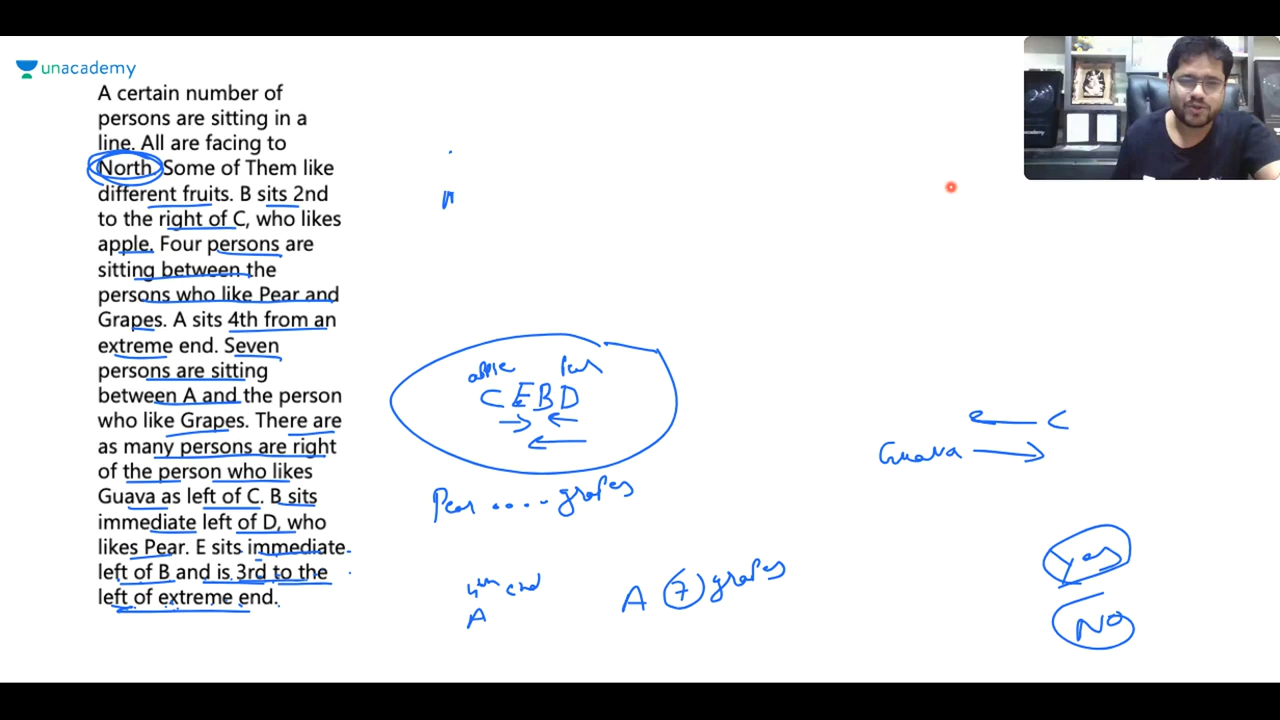 unacademy
A certain number of
persons are sitting in a
line. All are facing to
North. Some of Them like
different fruits. B sits 2nd
to the right of C, who likes
apple. Four persons are
sitting between the
persons who like Pear and
Grapes. A sits 4th from an
extreme end. Seven
persons are sitting
between A and the person
who like Grapes. There are
as many persons are right
of the person who likes
Guava as left of C. B sits
immediate left of D, who
likes Pear. E sits immediate
left of B and is 3rd to the
left of extreme end.
apple Pear
C E B D
Pear .... grapes
4th end
A
A 7 grapes
C
Guava
Yes
No